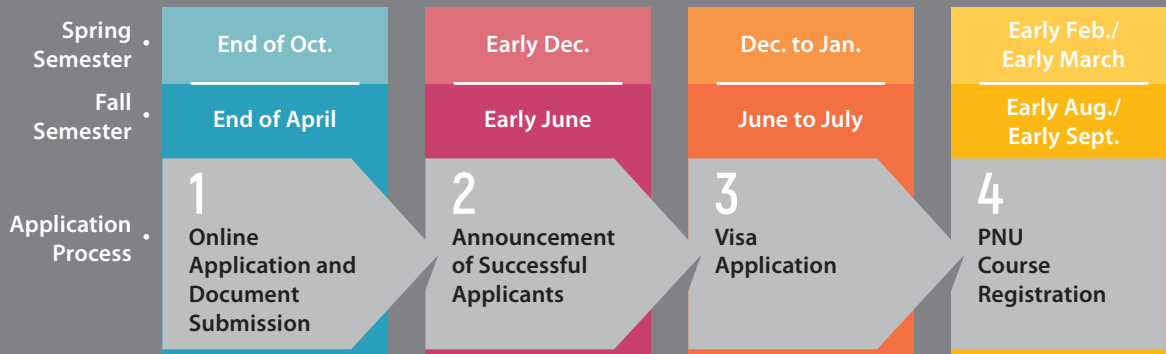 Spring
Semester •
End of Oct.
Early Dec.
Dec. to Jan.
Early Feb./
Early March
Fall
Semester •
End of April
Early June
June to July
Early Aug./
Early Sept.
Application
Process •
1
Online
Application and
Document
Submission
2
Announcement
of Successful
Applicants
3
Visa
Application
4
PNU
Course
Registration